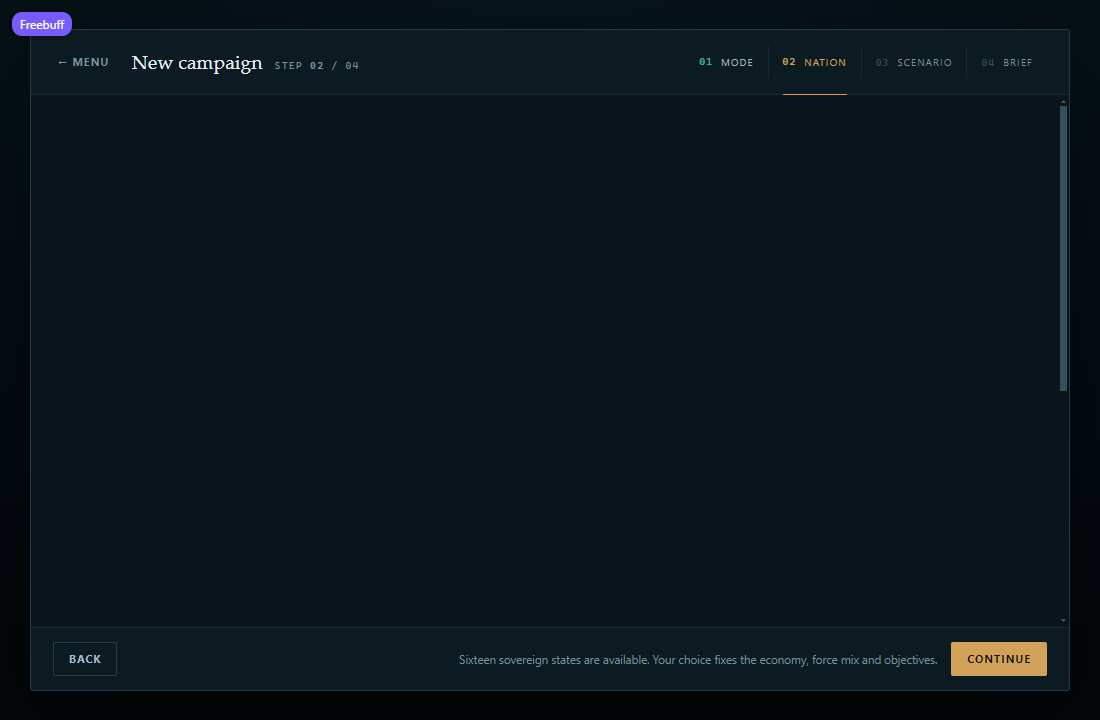 Freebuff
← MENU
New campaign
STEP 02 / 04
01 MODE
02 NATION
03 SCENARIO
04 BRIEF
BACK
Sixteen sovereign states are available. Your choice fixes the economy, force mix and objectives.
CONTINUE